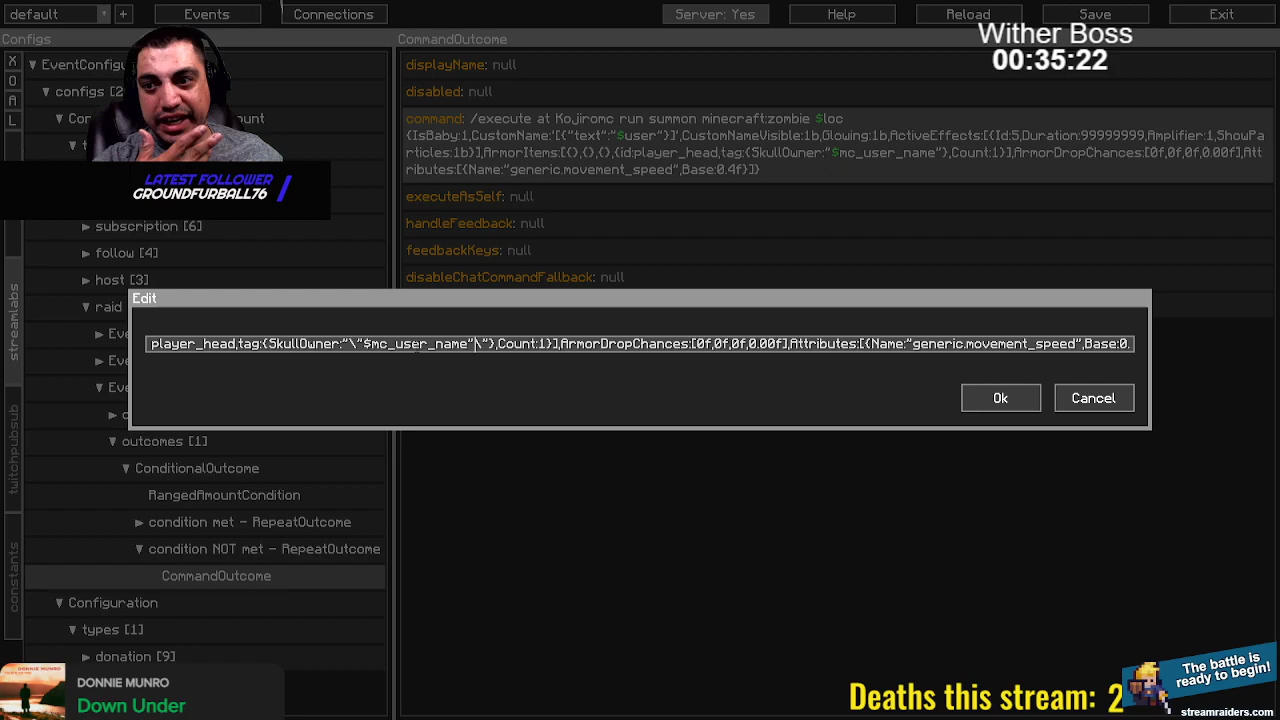 default
+
Events
Connections
Server: Yes
Help
Reload
Save
Exit
Configs
CommandOutcome
Wither Boss
00:35:22
X
O
A
L
displayName: null
disabled: null
command: /execute at Kojiromc run summon minecraft:zombie $loc
{IsBaby:1,CustomName:'[{"text":"$user"}]',CustomNameVisible:1b,Glowing:1b,ActiveEffects:[{Id:5,Duration:99999999,Amplifier:1,ShowPa
rticles:1b}],ArmorItems:[{},{},{},{id:player_head,tag:{SkullOwner:"$mc_user_name"},Count:1}],ArmorDropChances:[0f,0f,0f,0.00f],Att
ributes:[{Name:"generic.movement_speed",Base:0.4f}]}
executeAsSelf: null
handleFeedback: null
feedbackKeys: null
disableChatCommandFallback: null
LATEST FOLLOWER
GROUNDFURBALL76
subscription [6]
follow [4]
host [3]
raid
outcomes [1]
ConditionalOutcome
RangedAmountCondition
condition met - RepeatOutcome
condition NOT met - RepeatOutcome
CommandOutcome
Configuration
types [1]
donation [9]
streamlabs
twitchpubsub
constants
Edit
player_head,tag:{SkullOwner:"\"$mc_user_name"\"},Count:1}],ArmorDropChances:[0f,0f,0f,0.00f],Attributes:[{Name:"generic.movement_speed",Base:0.
Ok
Cancel
DONNIE MUNRO
DONNIE MUNRO
Down Under
Deaths this stream: 2
The battle is
ready to begin!
streamraiders.com